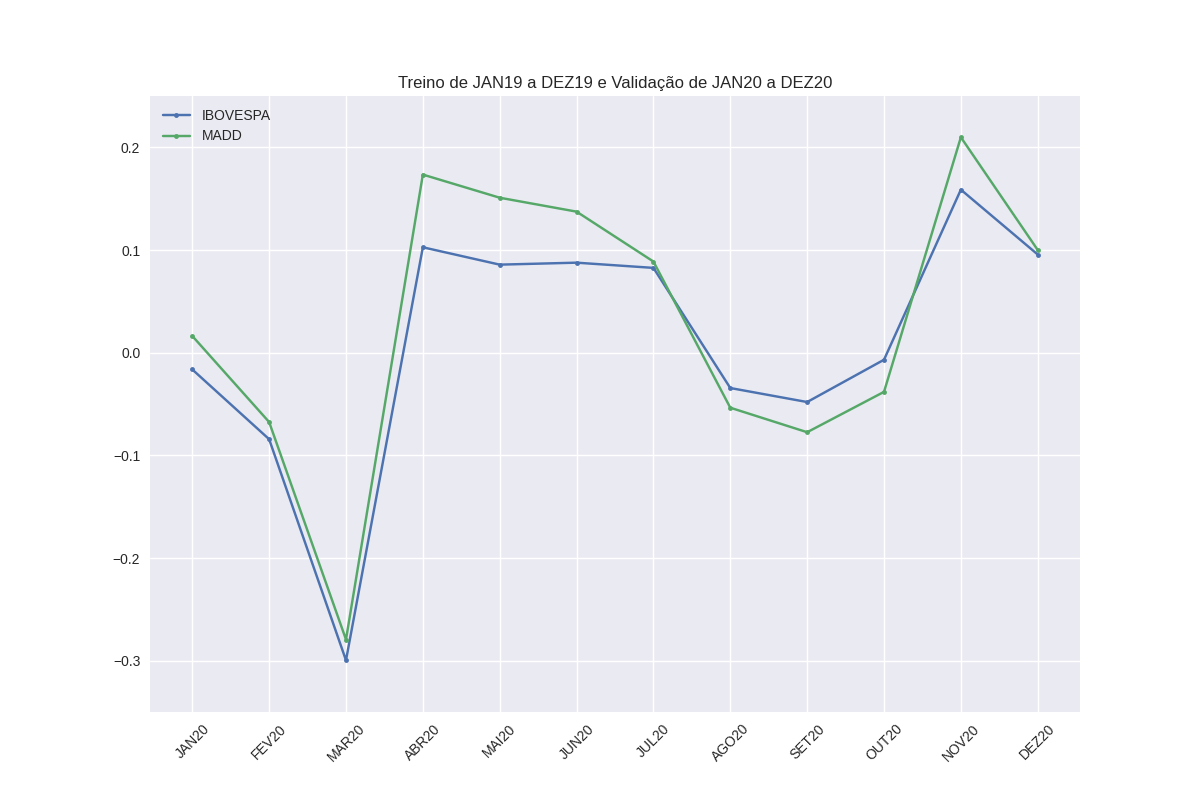 Treino de JAN19 a DEZ19 e Validação de JAN20 a DEZ20
IBOVESPA
MADD
0.2
0.1
0.0
−0.1
−0.2
−0.3
JAN20
FEV20
MAR20
ABR20
MAI20
JUN20
JUL20
AGO20
SET20
OUT20
NOV20
DEZ20